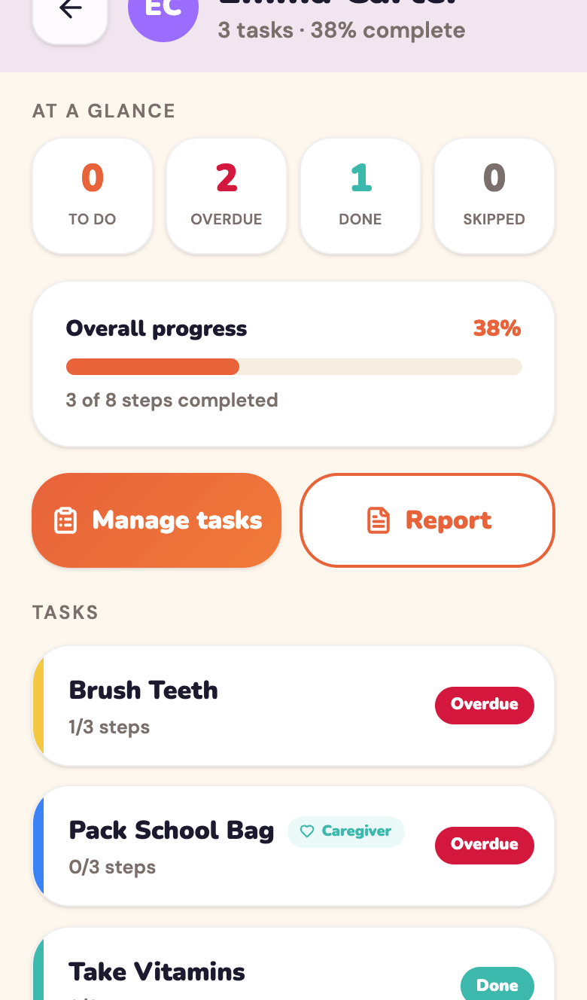 EC
3 tasks · 38% complete
AT A GLANCE
0 2 1 0
TO DO OVERDUE DONE SKIPPED
Overall progress 38%
3 of 8 steps completed
Manage tasks Report
TASKS
Brush Teeth
Overdue
1/3 steps
Pack School Bag Caregiver
Overdue
0/3 steps
Take Vitamins
Done